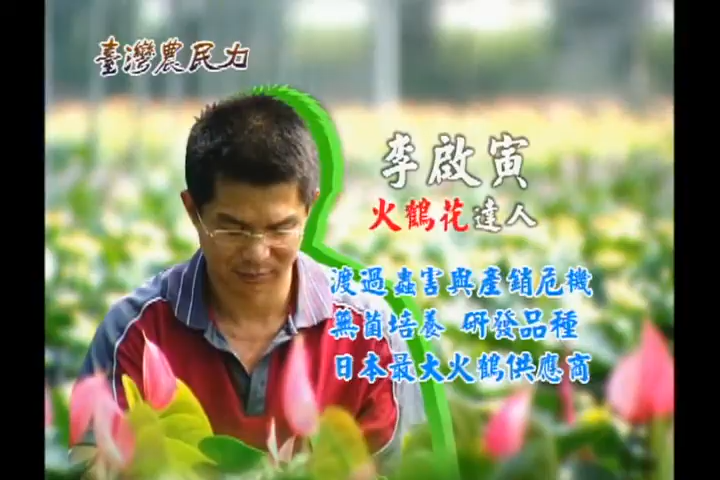 臺灣農民力
李啟寅
火鶴花達人
渡過蟲害與產銷危機
無菌培養 研發品種
日本最大火鶴供應商